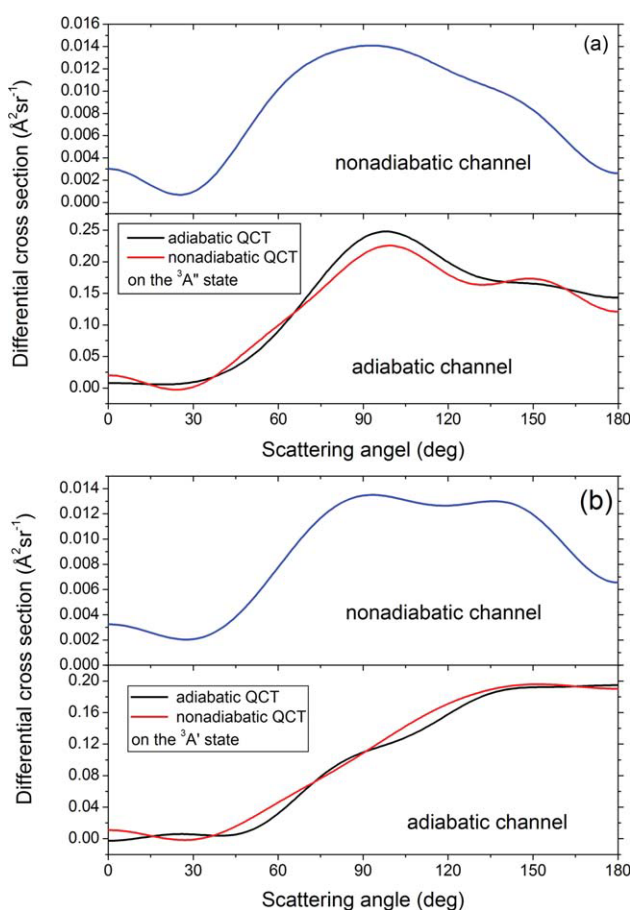 (a)
Differential cross section (Å²sr⁻¹)
0.016
0.014
0.012
0.010
0.008
0.006
0.004
0.002
0.000
nonadiabatic channel
0.25
0.20
0.15
0.10
0.05
0.00
adiabatic QCT
nonadiabatic QCT
on the ³A" state
adiabatic channel
0 30 60 90 120 150 180
Scattering angel (deg)
(b)
Differential cross section (Å²sr⁻¹)
0.014
0.012
0.010
0.008
0.006
0.004
0.002
0.000
nonadiabatic channel
0.20
0.16
0.12
0.08
0.04
0.00
adiabatic QCT
nonadiabatic QCT
on the ³A' state
adiabatic channel
0 30 60 90 120 150 180
Scattering angle (deg)